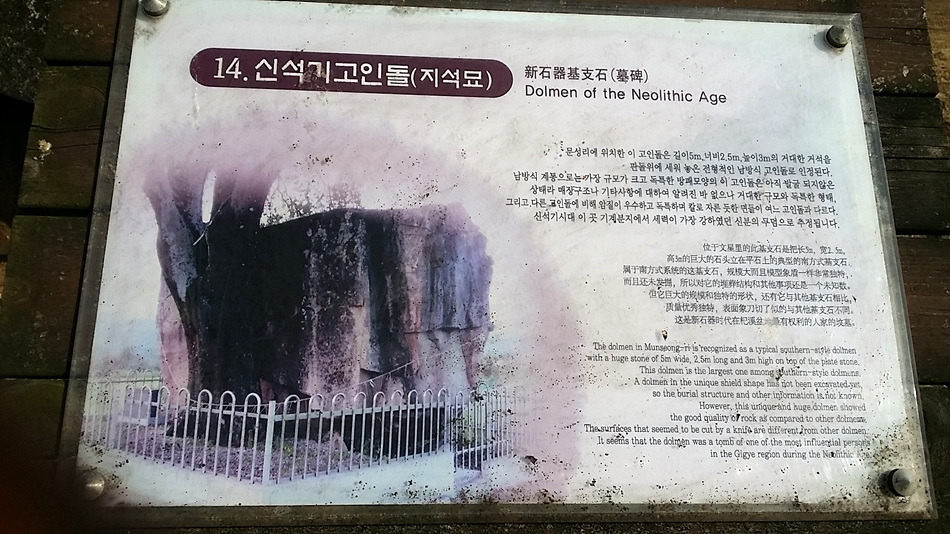 14. 신석기고인돌(지석묘)
新石器基支石(墓碑)
Dolmen of the Neolithic Age
문성리에 위치한 이 고인돌은 길이5m,너비2.5m,높이3m의 거대한 거석을
판돌위에 세워 놓은 전형적인 남방식 고인돌로 인정된다.
남방식 계통으로는 가장 규모가 크고 독특한 방패모양의 이 고인돌은 아직 발굴 되지않은
상태라 매장구조나 기타사항에 대하여 알려진 바 없으나 거대한 규모와 독특한 형태,
그리고 다른 고인돌에 비해 암질이 우수하고 독특하며 칼로 자른 듯한 면들이 여느 고인돌과 다르다.
신석기시대 이 곳 기계분지에서 세력이 가장 강하였던 신분의 무덤으로 추정됩니다.
位于文星里的此基支石是把长5m, 宽2.5m,
高3m的巨大的石头立在平石上的典型的南方式基支石.
属于南方式系统的这基支石, 规模大而且模型象盾一样非常独特,
而且还未发掘, 所以对它的埋葬结构和其他事项还是一个未知数.
但它巨大的规模和独特的形状, 还有它与其他基支石相比,
质量优秀独特, 表面象刀切了似的与其他基支石不同.
这是新石器时代在杞溪盆地最有权利的人家的坟墓.
The dolmen in Munseong-ri is recognized as a typical southern-style dolmen
with a huge stone of 5m wide, 2.5m long and 3m high on top of the plate stone.
This dolmen is the largest one among southern-style dolmens.
A dolmen in the unique shield shape has not been excavated yet,
so the burial structure and other information is not known.
However, this unique and huge dolmen showed
the good quality of rock as compared to other dolmens.
The surfaces that seemed to be cut by a knife are different from other dolmen.
It seems that the dolmen was a tomb of one of the most influential persons
in the Gigye region during the Neolithic Age.